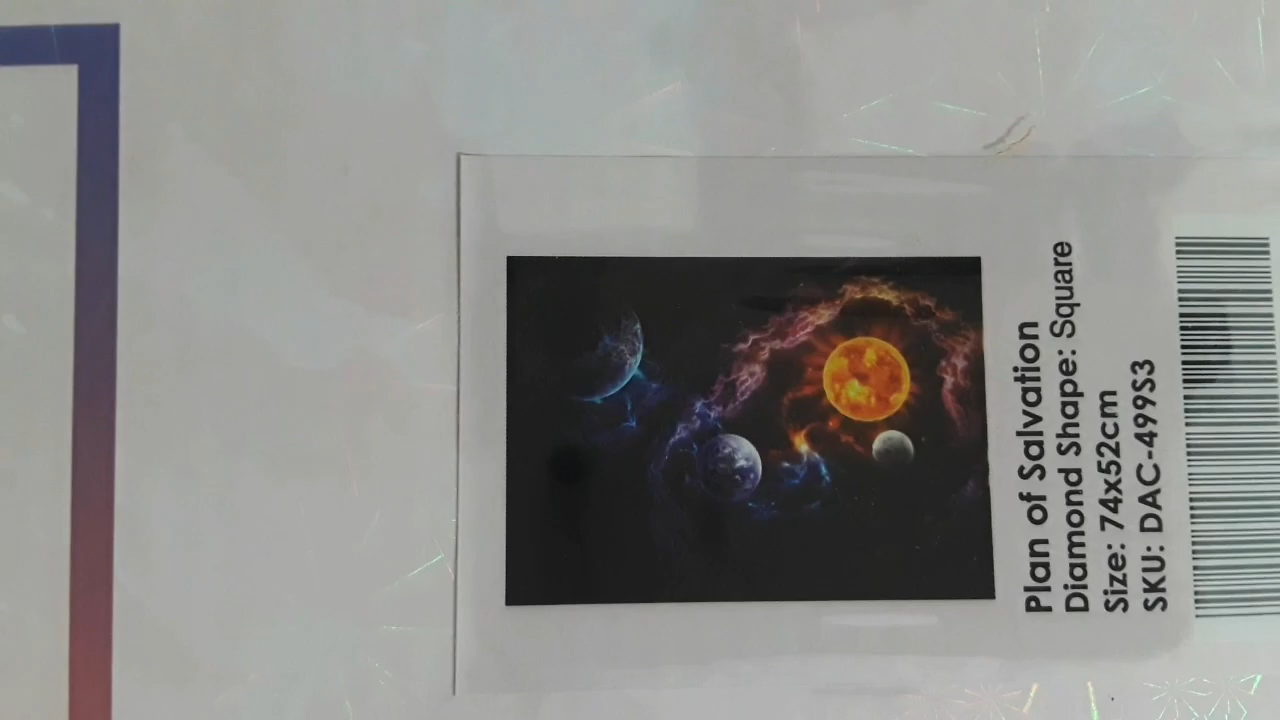 Plan of Salvation
Diamond Shape: Square
Size: 74x52cm
SKU: DAC-499S3